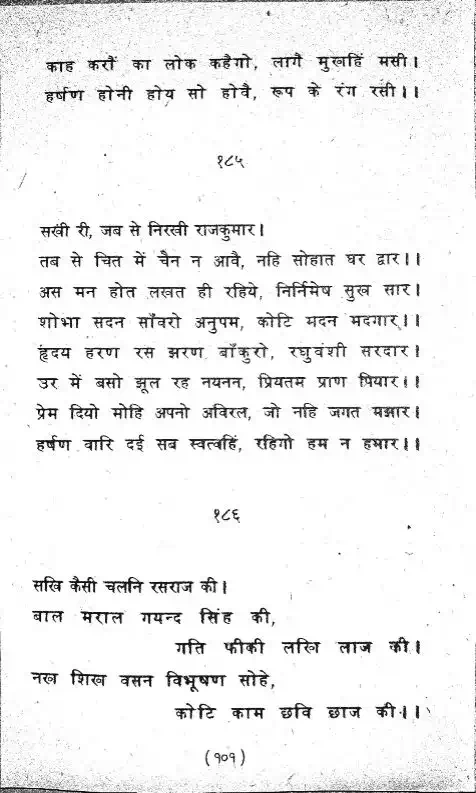 काह करौं का लोक कहैगो, लागै मुखहिं मसी।
हर्षण होनी होय सो होवै, रूप के रंग रसी।।
१८५
सखी री, जब से निरखी राजकुमार।
तब से चित में चैन न आवै, नहि सोहात घर द्वार।।
अस मन होत लखत ही रहिये, निर्निमेष सुख सार।
शोभा सदन साँवरो अनुपम, कोटि मदन मदगार।।
हृदय हरण रस झरण बाँकुरो, रघुवंशी सरदार।
उर में बसो झूल रह नयनन, प्रियतम प्राण पियार।।
प्रेम दियो मोहि अपनो अविरल, जो नहि जगत मझार।
हर्षण वारि दई सब स्वत्वहिं, रहिगो हम न हमार।।
१८६
सखि कैसी चलनि रसराज की।
बाल मराल गयन्द सिंह की,
गति फीकी लखि लाज की।
नख शिख वसन विभूषण सोहे,
कोटि काम छवि छाज की।।
(१०१)